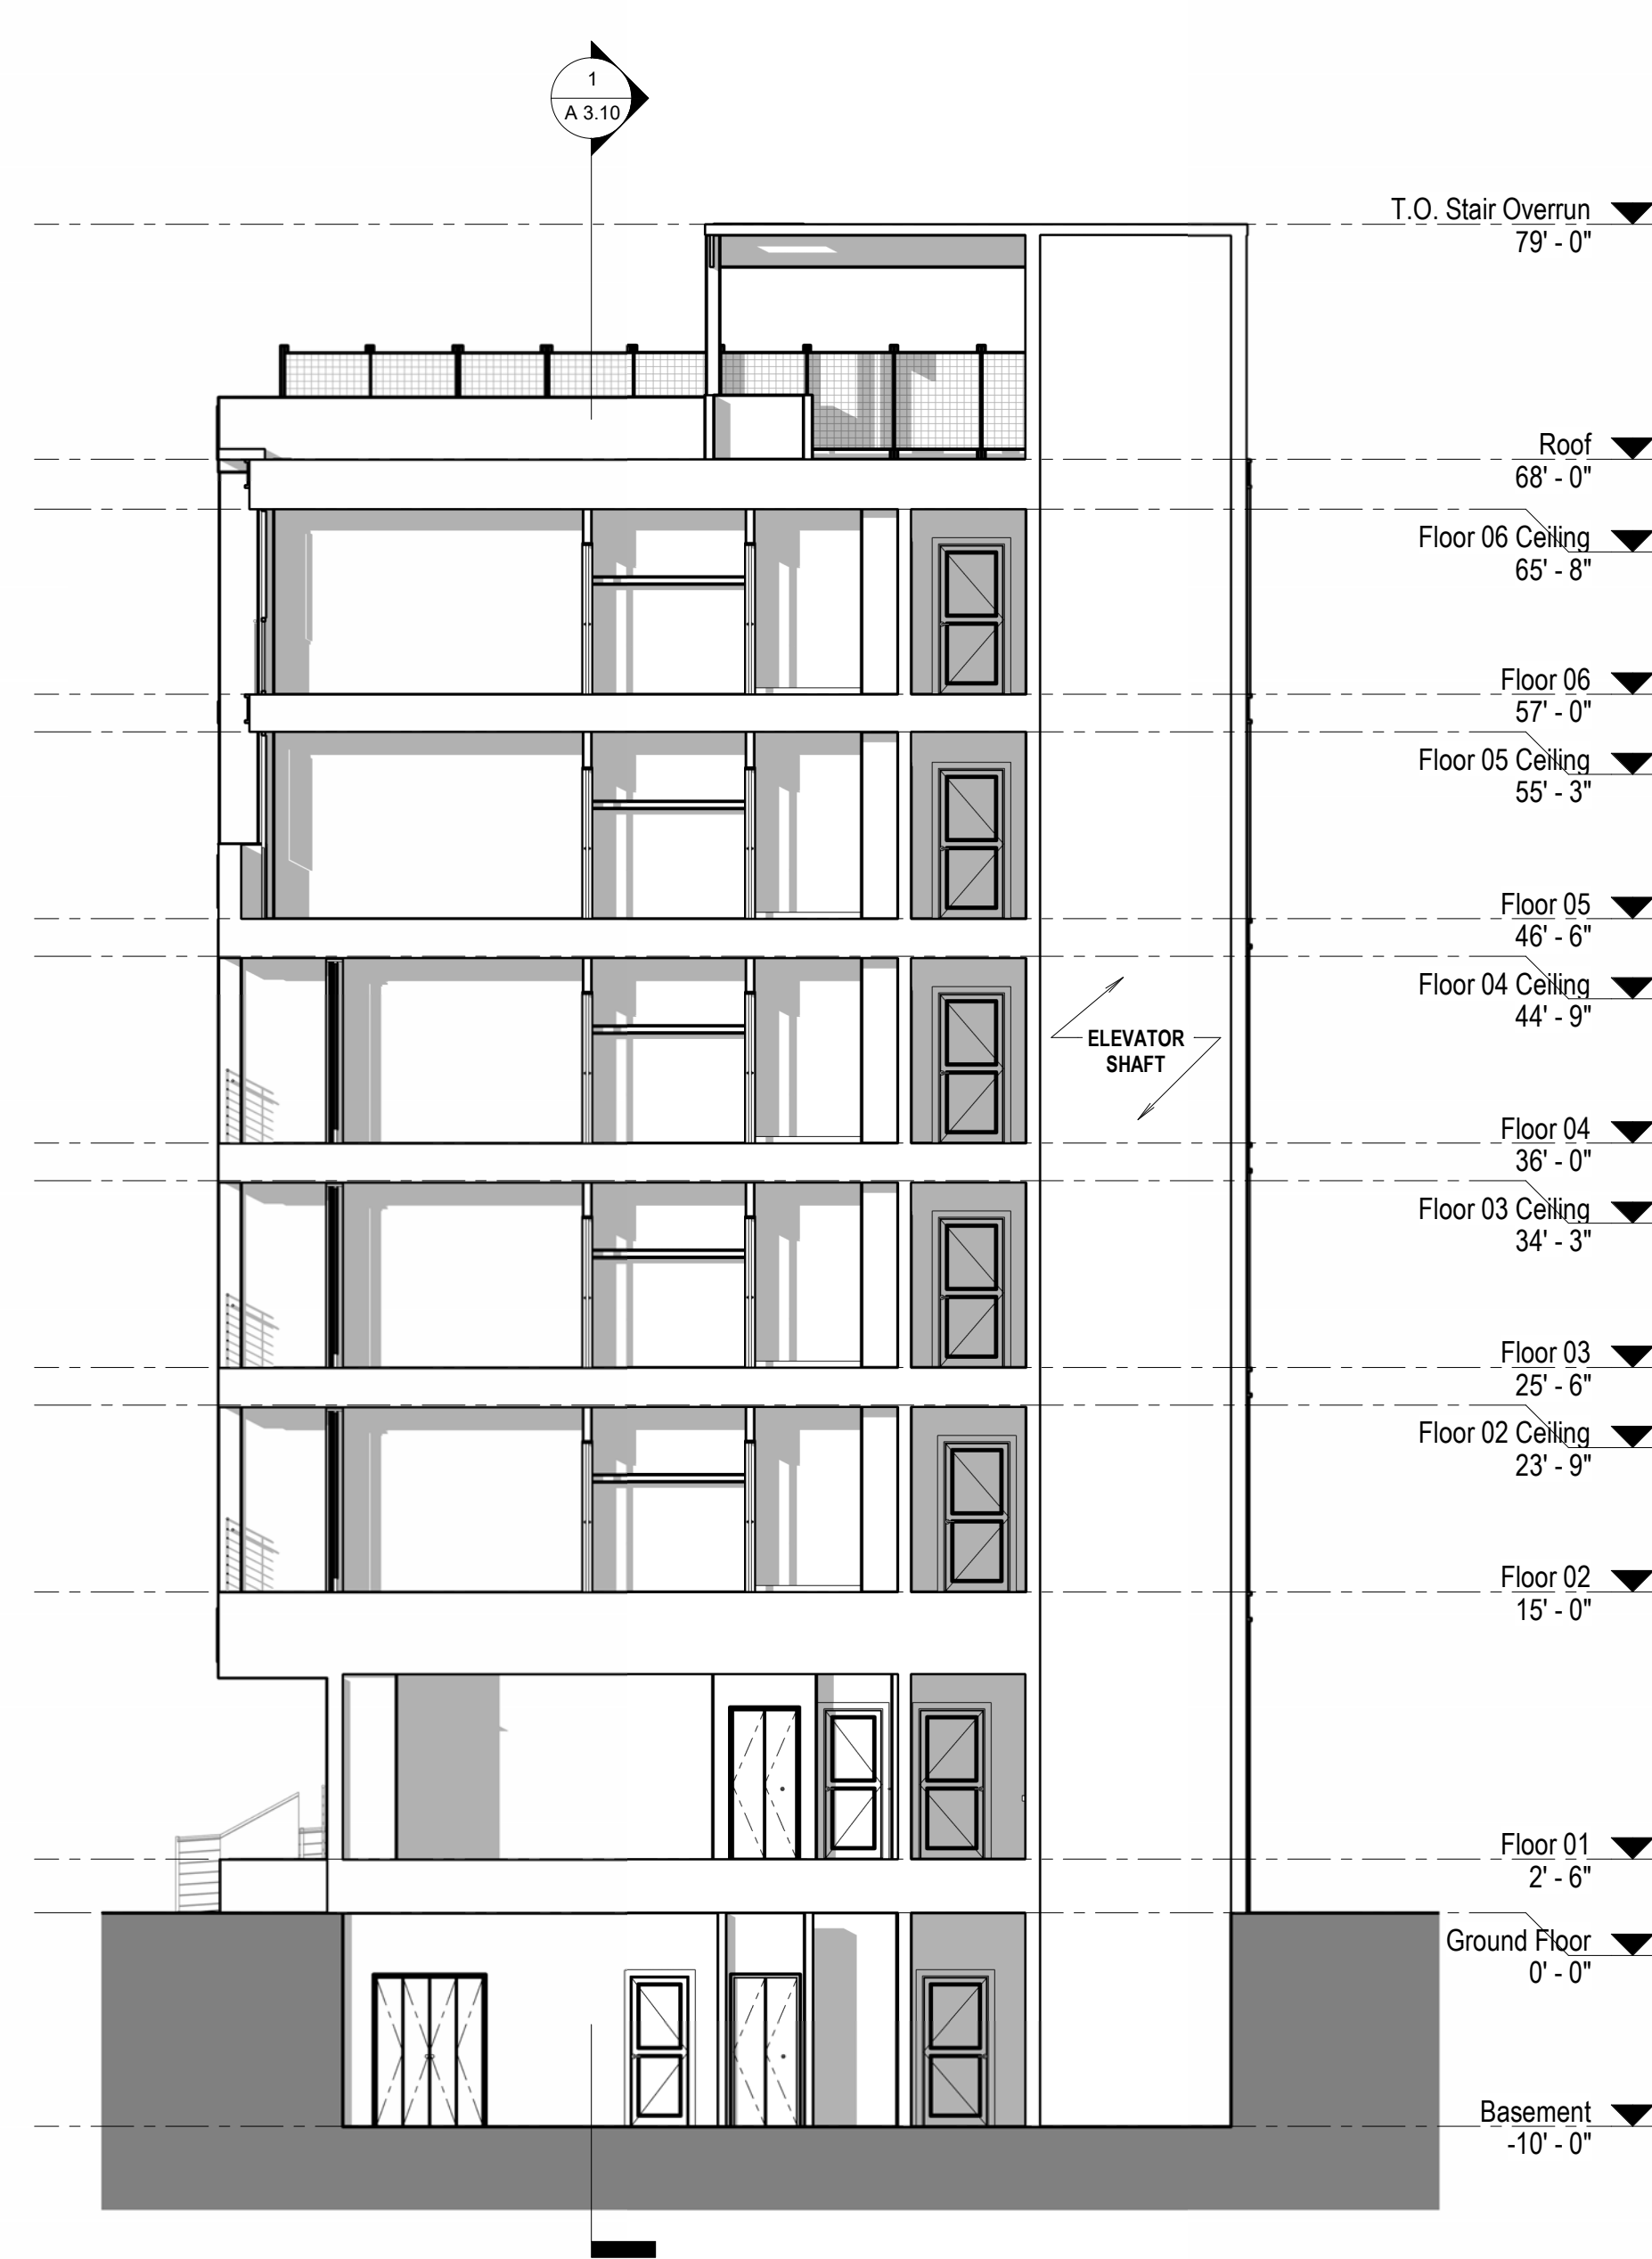 1
A 3.10
T.O. Stair Overrun
79' - 0"
Roof
68' - 0"
Floor 06 Ceiling
65' - 8"
Floor 06
57' - 0"
Floor 05 Ceiling
55' - 3"
Floor 05
46' - 6"
Floor 04 Ceiling
44' - 9"
ELEVATOR
SHAFT
Floor 04
36' - 0"
Floor 03 Ceiling
34' - 3"
Floor 03
25' - 6"
Floor 02 Ceiling
23' - 9"
Floor 02
15' - 0"
Floor 01
2' - 6"
Ground Floor
0' - 0"
Basement
-10' - 0"